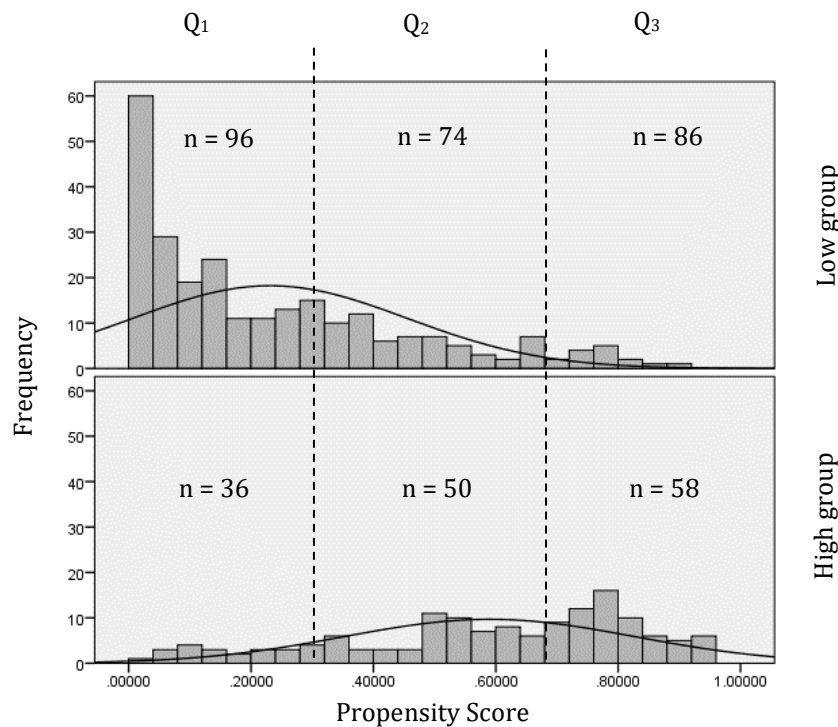 Q1 Q2 Q3
60
50
40
30
20
10
0
n = 96 n = 74 n = 86
Low group
Frequency
60
50
40
30
20
10
0
n = 36 n = 50 n = 58
High group
.00000 .20000 .40000 .60000 .80000 1.00000
Propensity Score